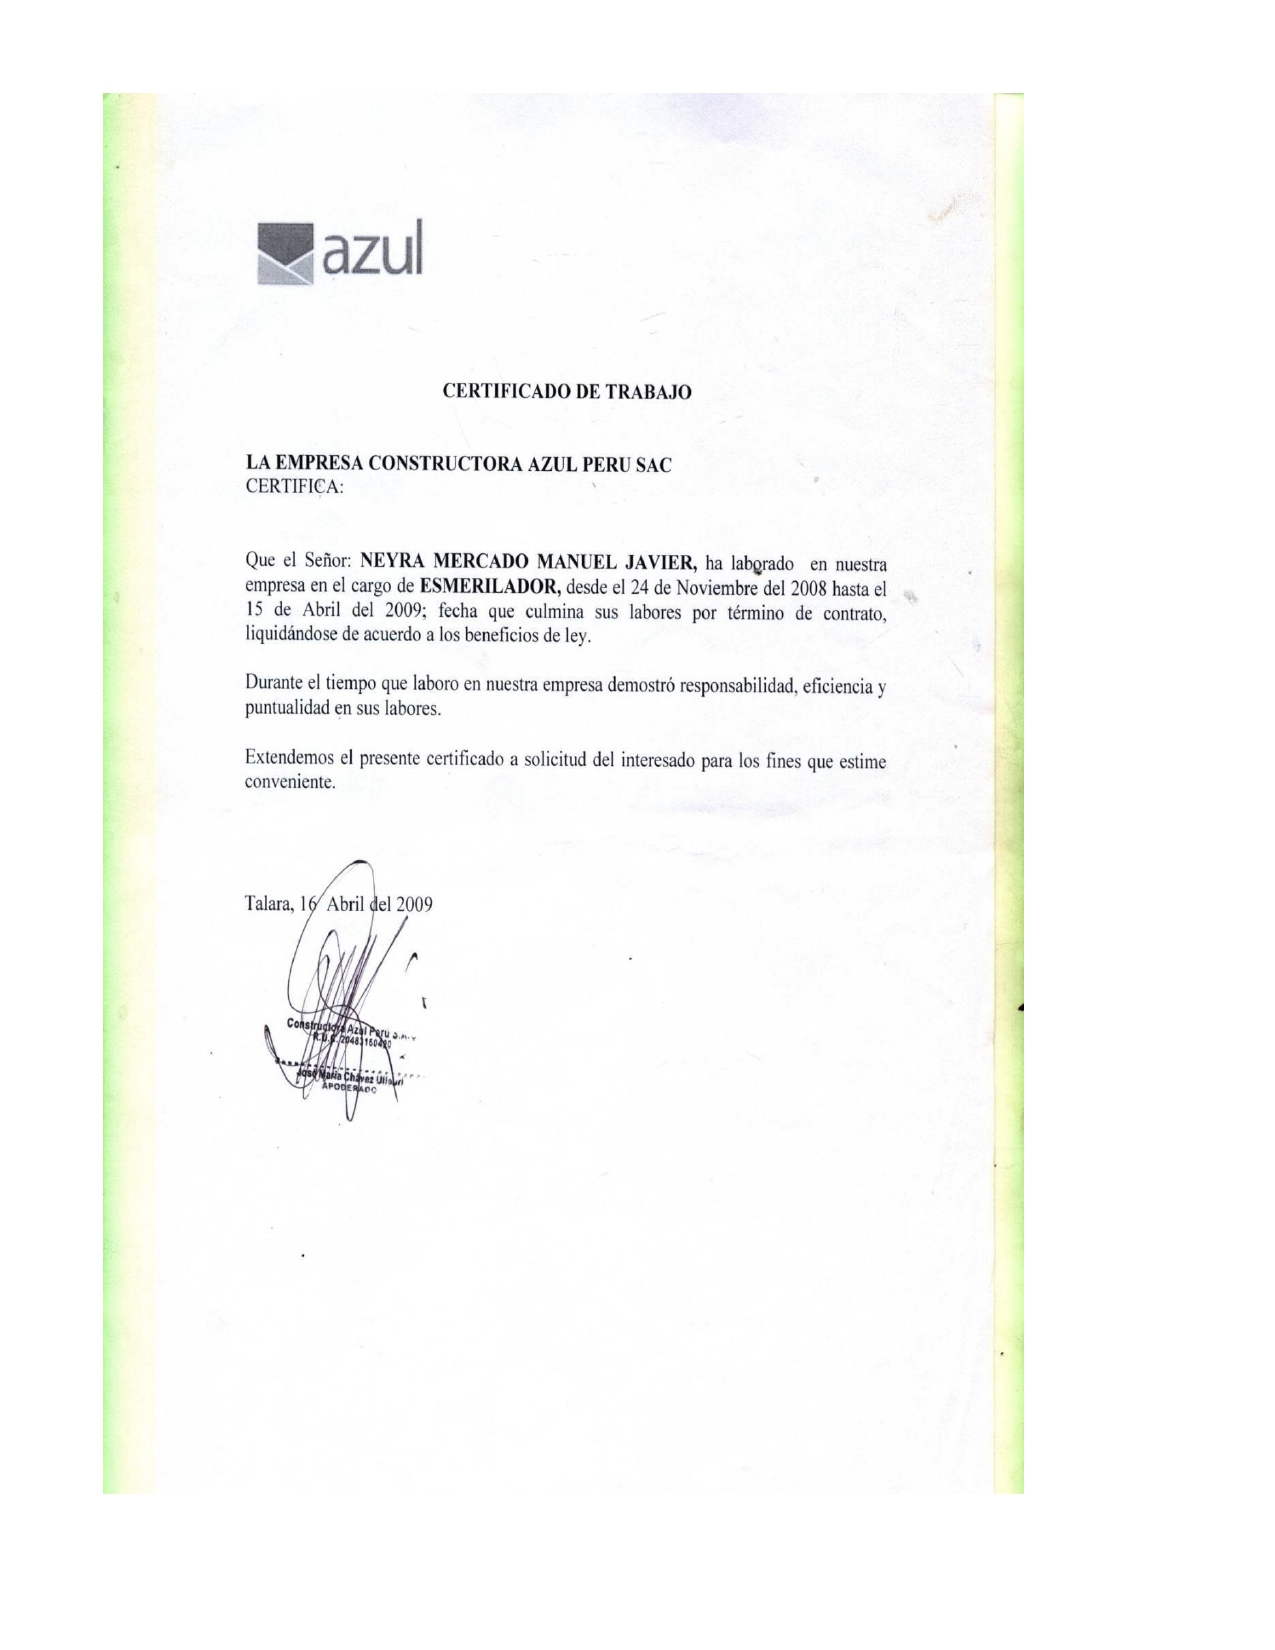 azul
CERTIFICADO DE TRABAJO
LA EMPRESA CONSTRUCTORA AZUL PERU SAC
CERTIFICA:
Que el Señor: NEYRA MERCADO MANUEL JAVIER, ha laborado en nuestra
empresa en el cargo de ESMERILADOR, desde el 24 de Noviembre del 2008 hasta el
15 de Abril del 2009; fecha que culmina sus labores por término de contrato,
liquidándose de acuerdo a los beneficios de ley.
Durante el tiempo que laboro en nuestra empresa demostró responsabilidad, eficiencia y
puntualidad en sus labores.
Extendemos el presente certificado a solicitud del interesado para los fines que estime
conveniente.
Talara, 16 Abril del 2009
Constructora Azul Peru
R.U.C.
José María Chávez
APODERADO